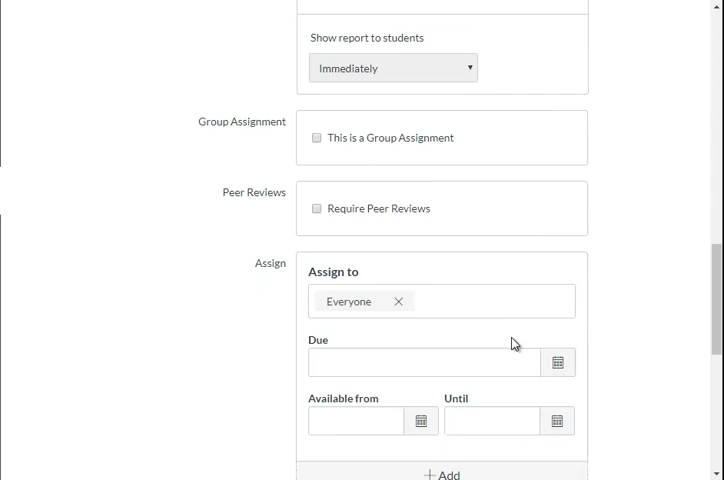 Show report to students
Immediately
Group Assignment
This is a Group Assignment
Peer Reviews
Require Peer Reviews
Assign
Assign to
Everyone
Due
Available from
Until
Add